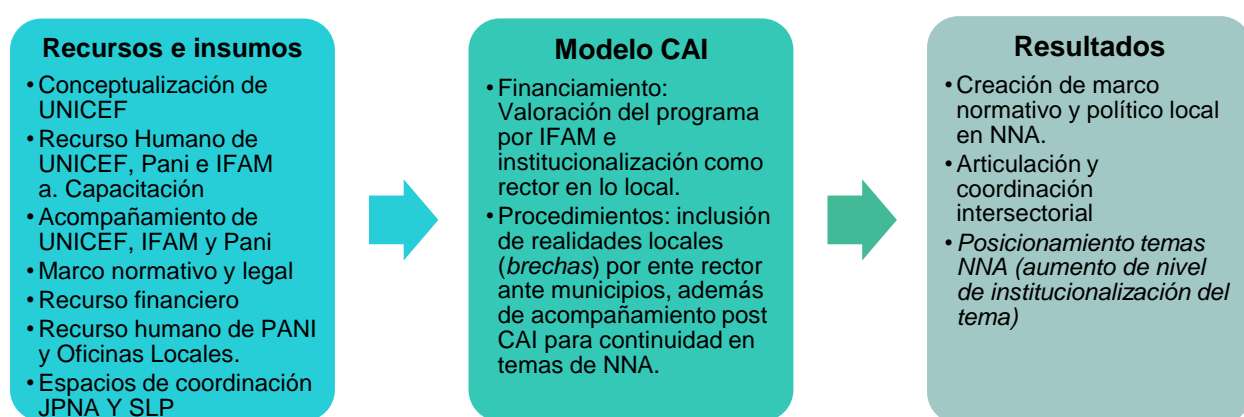 Recursos e insumos
• Conceptualización de
UNICEF
• Recurso Humano de
UNICEF, Pani e IFAM
a. Capacitación
• Acompañamiento de
UNICEF, IFAM y Pani
• Marco normativo y legal
• Recurso financiero
• Recurso humano de PANI
y Oficinas Locales.
• Espacios de coordinación
JPNA Y SLP
Modelo CAI
• Financiamiento:
Valoración del programa
por IFAM e
institucionalización como
rector en lo local.
• Procedimientos: inclusión
de realidades locales
(brechas) por ente rector
ante municipios, además
de acompañamiento post
CAI para continuidad en
temas de NNA.
Resultados
• Creación de marco
normativo y político local
en NNA.
• Articulación y
coordinación
intersectorial
• Posicionamiento temas
NNA (aumento de nivel
de institucionalización del
tema)